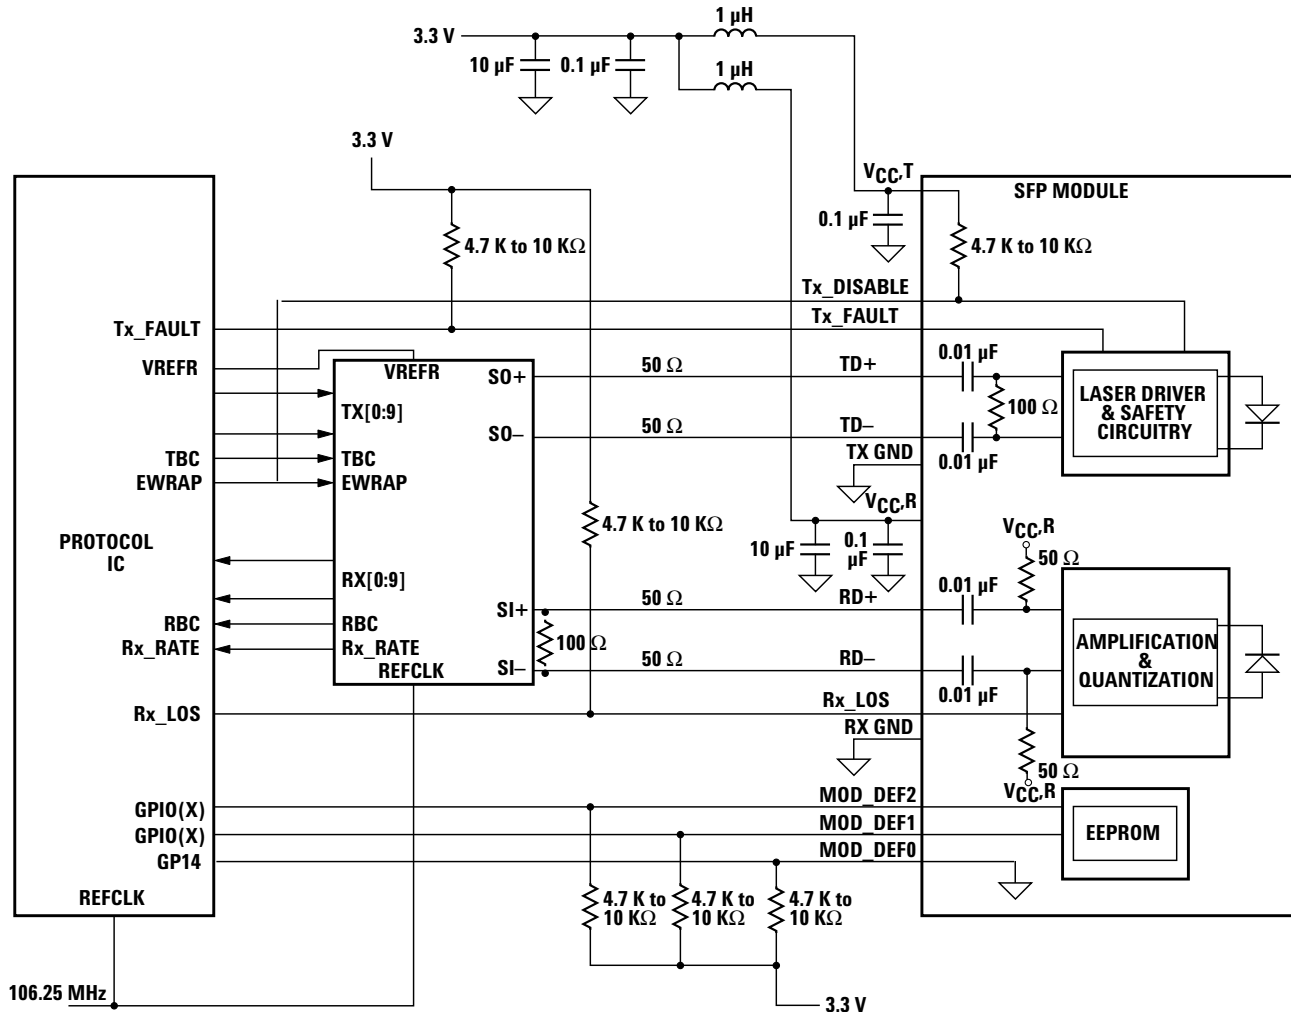 1 µH
3.3 V
10 µF
0.1 µF
1 µH
3.3 V
VCC,T
SFP MODULE
0.1 µF
4.7 K to 10 KΩ
4.7 K to 10 KΩ
Tx_DISABLE
Tx_FAULT
Tx_FAULT
VREFR
VREFR
SO+
50 Ω
TD+
0.01 µF
TX[0:9]
100 Ω
LASER DRIVER
& SAFETY
CIRCUITRY
SO–
50 Ω
TD–
0.01 µF
TX GND
TBC
TBC
EWRAP
EWRAP
VCC,R
4.7 K to 10 KΩ
PROTOCOL
IC
10 µF
0.1
µF
VCC,R
50 Ω
RX[0:9]
0.01 µF
SI+
50 Ω
RD+
RBC
RBC
100 Ω
Rx_RATE
Rx_RATE
AMPLIFICATION
&
QUANTIZATION
REFCLK
SI–
50 Ω
RD–
0.01 µF
Rx_LOS
Rx_LOS
RX GND
50 Ω
VCC,R
GPIO(X)
MOD_DEF2
GPIO(X)
MOD_DEF1
EEPROM
GP14
MOD_DEF0
REFCLK
4.7 K to
10 KΩ
4.7 K to
10 KΩ
4.7 K to
10 KΩ
106.25 MHz
3.3 V